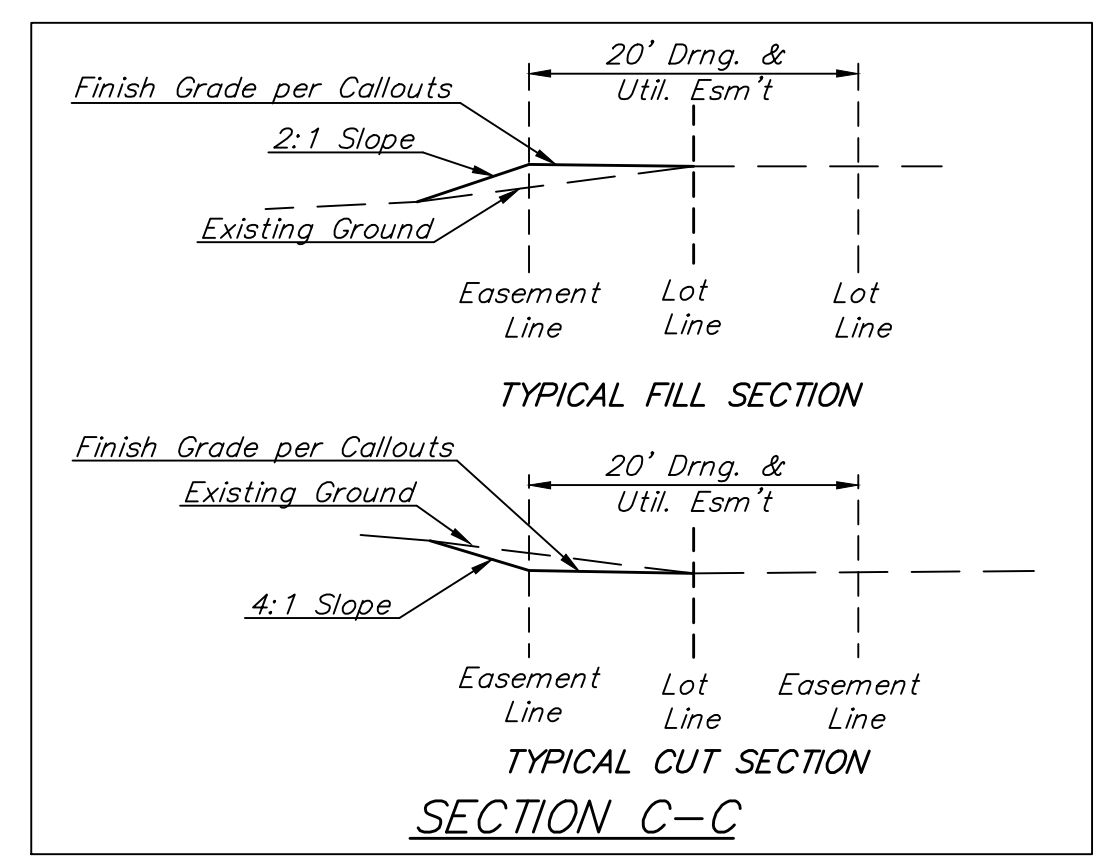 20' Drng. &
Util. Esm't
Finish Grade per Callouts
2:1 Slope
Existing Ground
Easement
Line
Lot
Line
Lot
Line
TYPICAL FILL SECTION
Finish Grade per Callouts
20' Drng. &
Util. Esm't
Existing Ground
4:1 Slope
Easement
Line
Lot
Line
Easement
Line
TYPICAL CUT SECTION
SECTION C-C